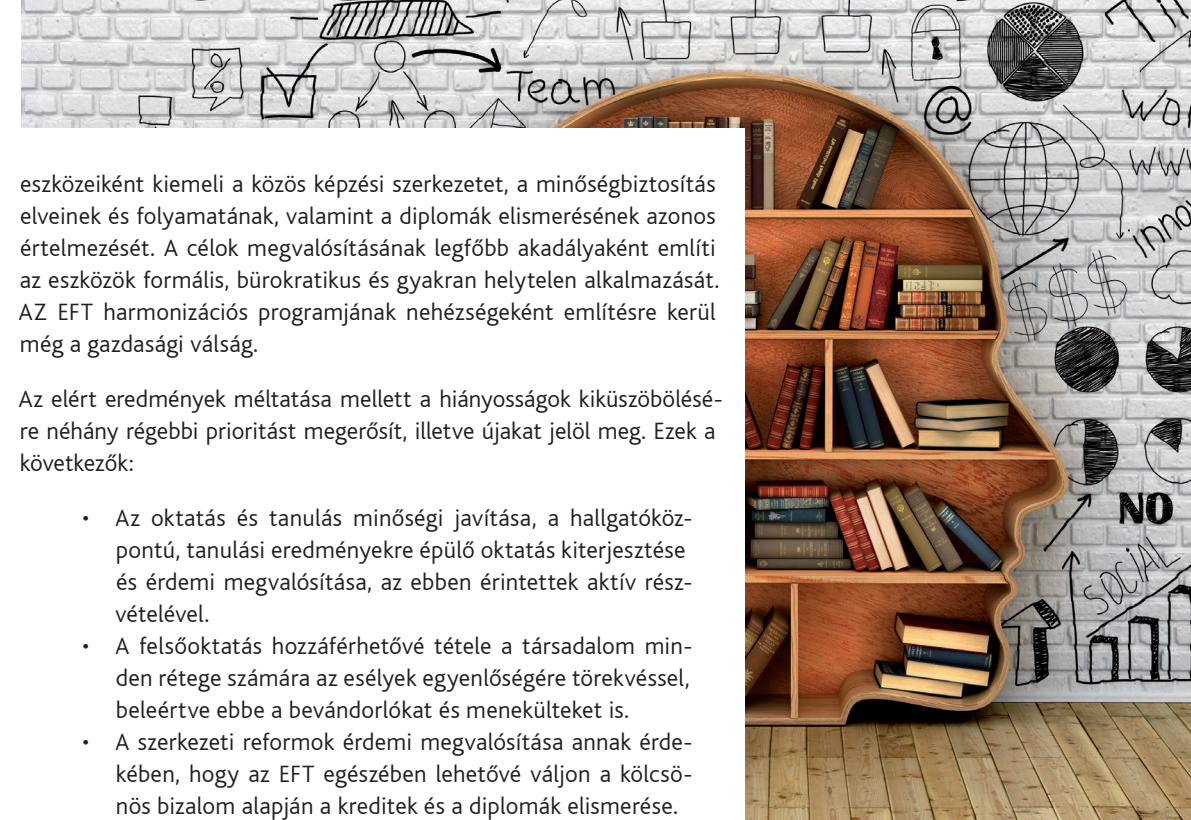 Team
@
%
$ $ $
NO
SOCIAL
eszközeiként kiemeli a közös képzési szerkezetet, a minőségbiztosítás
elveinek és folyamatának, valamint a diplomák elismerésének azonos
értelmezését. A célok megvalósításának legfőbb akadályaként említi
az eszközök formális, bürokratikus és gyakran helytelen alkalmazását.
AZ EFT harmonizációs programjának nehézségeként említésre kerül
még a gazdasági válság.
Az elért eredmények méltatása mellett a hiányosságok kiküszöbölésé-
re néhány régebbi prioritást megerősít, illetve újakat jelöl meg. Ezek a
következők:
• Az oktatás és tanulás minőségi javítása, a hallgatóköz-
pontú, tanulási eredményekre épülő oktatás kiterjesztése
és érdemi megvalósítása, az ebben érintettek aktív rész-
vételével.
• A felsőoktatás hozzáférhetővé tétele a társadalom min-
den rétege számára az esélyek egyenlőségére törekvéssel,
beleértve ebbe a bevándorlókat és menekülteket is.
• A szerkezeti reformok érdemi megvalósítása annak érde-
kében, hogy az EFT egészében lehetővé váljon a kölcsö-
nös bizalom alapján a kreditek és a diplomák elismerése.